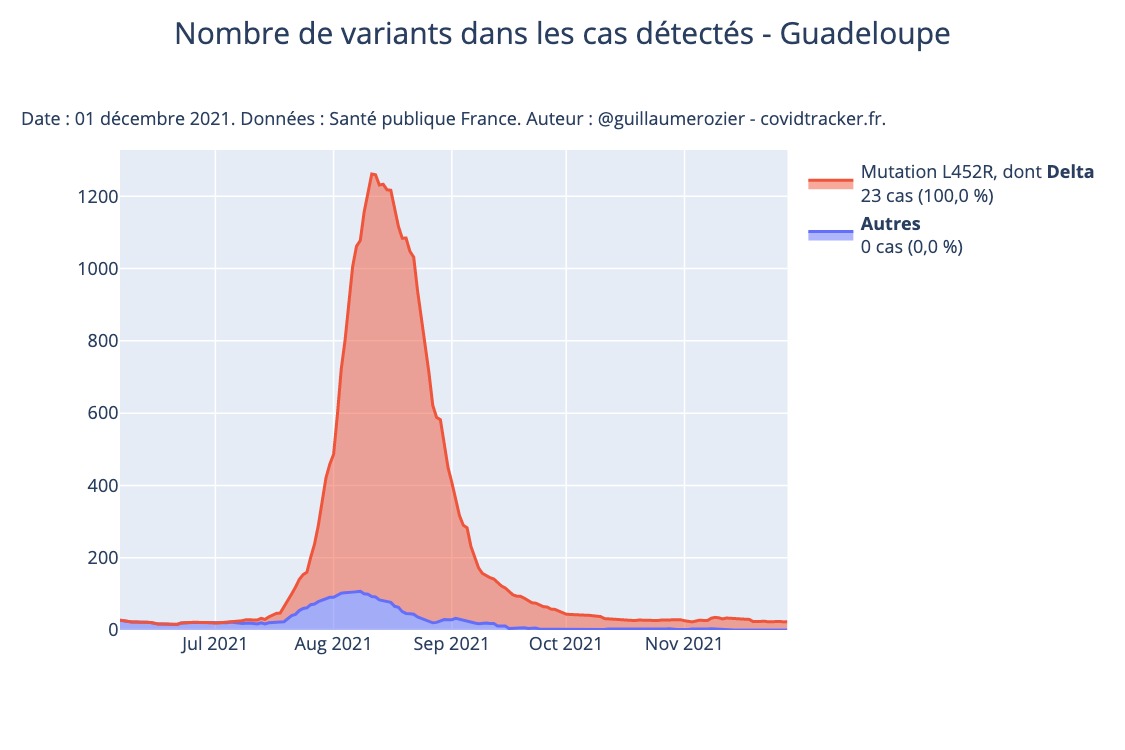 Nombre de variants dans les cas détectés - Guadeloupe
Date : 01 décembre 2021. Données : Santé publique France. Auteur : @guillaumerozier - covidtracker.fr.
Mutation L452R, dont Delta
23 cas (100,0 %)
Autres
0 cas (0,0 %)
1200
1000
800
600
400
200
0
Jul 2021
Aug 2021
Sep 2021
Oct 2021
Nov 2021